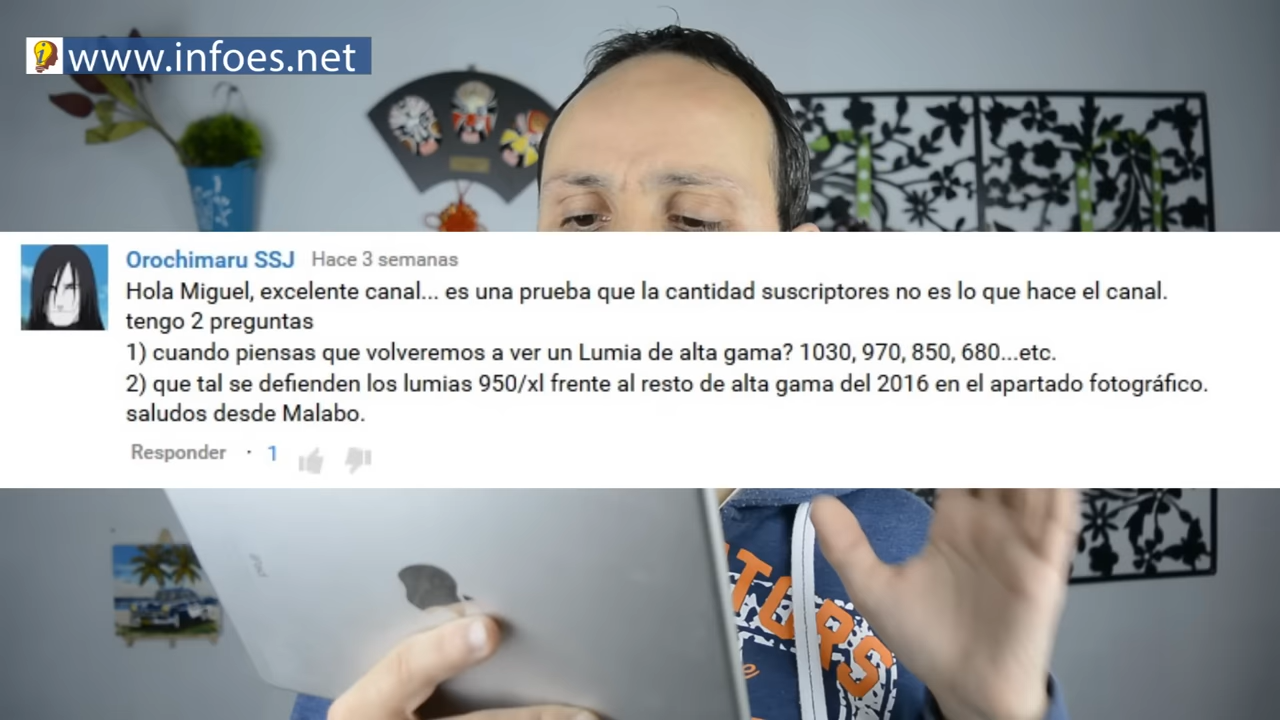 www.infoes.net
Orochimaru SSJ Hace 3 semanas
Hola Miguel, excelente canal... es una prueba que la cantidad suscriptores no es lo que hace el canal.
tengo 2 preguntas
1) cuando piensas que volveremos a ver un Lumia de alta gama? 1030, 970, 850, 680...etc.
2) que tal se defienden los lumias 950/xl frente al resto de alta gama del 2016 en el apartado fotográfico.
saludos desde Malabo.
Responder · 1
iPad
TORS